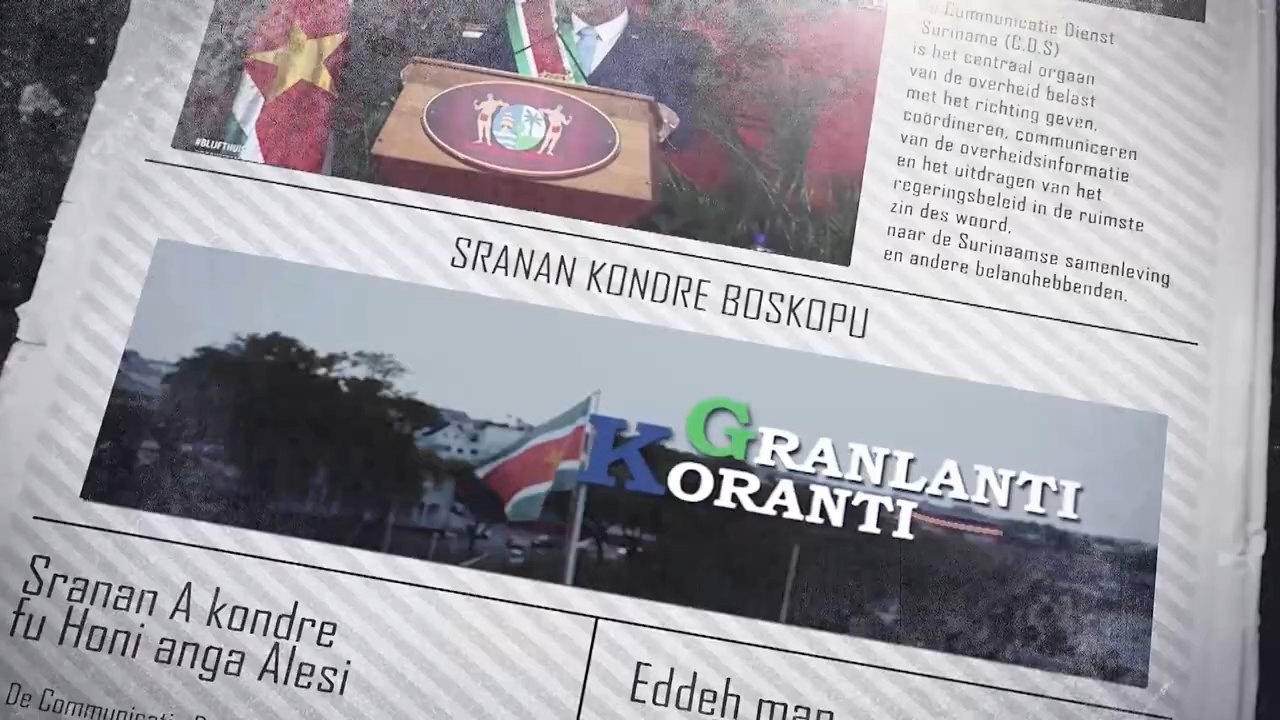 Communicatie Dienst
Suriname (C.D.S)
is het centraal orgaan
van de overheid belast
met het richting geven,
coördineren, communiceren
van de overheidsinformatie
en het uitdragen van het
regeringsbeleid in de ruimste
zin des woord,
naar de Surinaamse samenleving
en andere belanghebbenden.
SRANAN KONDRE BOSKOPU
GRANLANTI
KORANTI
Sranan A kondre
fu Honi anga Alesi
De Communicatie
Eddeh man